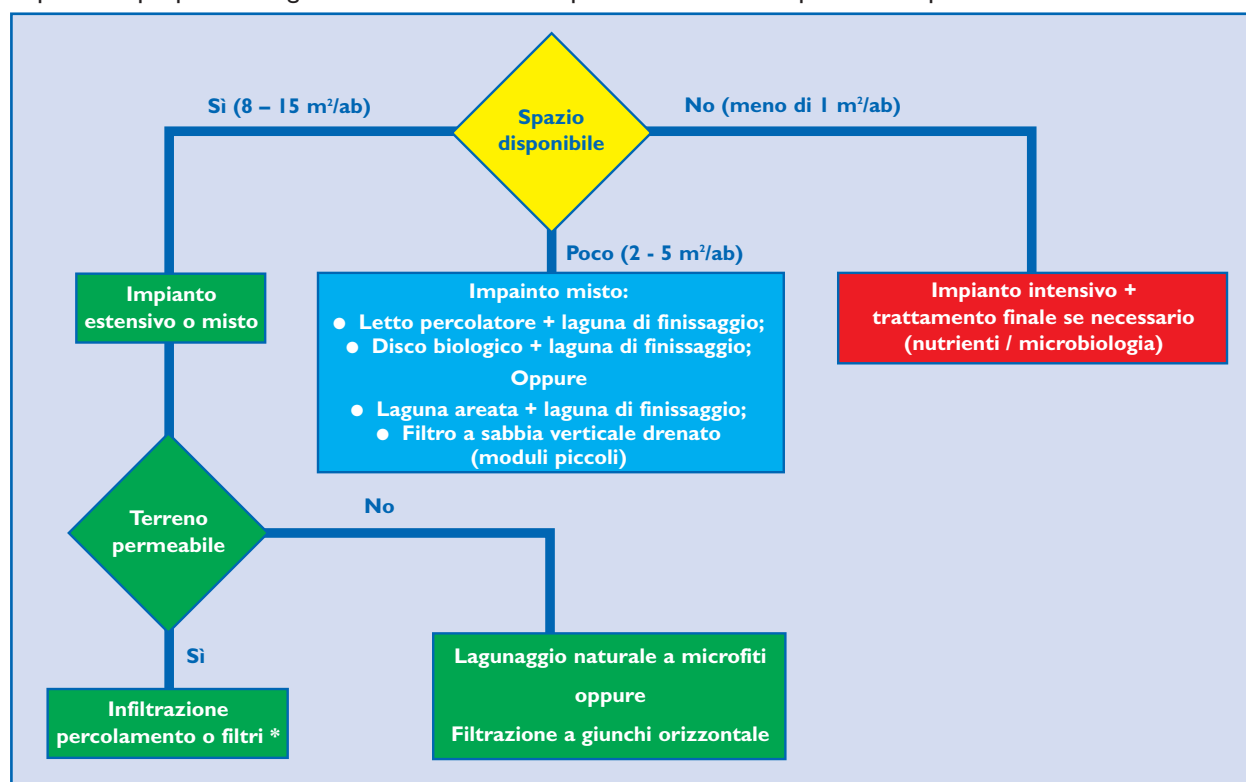 Sì (8 – 15 m²/ab)
No (meno di 1 m²/ab)
Spazio
disponibile
Poco (2 - 5 m²/ab)
Impianto
estensivo o misto
Impainto misto:
● Letto percolatore + laguna di finissaggio;
● Disco biologico + laguna di finissaggio;
Oppure
● Laguna areata + laguna di finissaggio;
● Filtro a sabbia verticale drenato
(moduli piccoli)
Impianto intensivo +
trattamento finale se necessario
(nutrienti / microbiologia)
Terreno
permeabile
No
Sì
Infiltrazione
percolamento o filtri *
Lagunaggio naturale a microfiti
oppure
Filtrazione a giunchi orizzontale